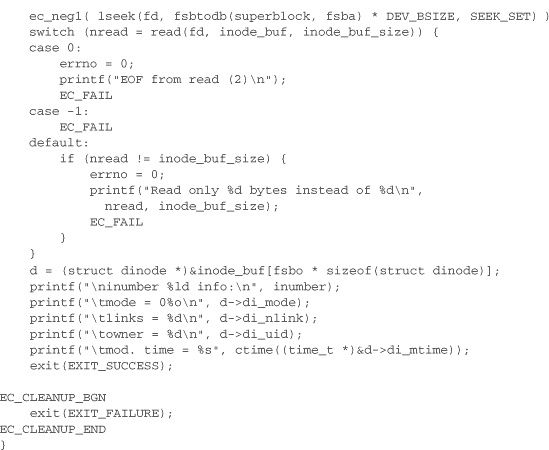 ec_neg1( lseek(fd, fsbtodb(superblock, fsba) * DEV_BSIZE, SEEK_SET) )
    switch (nread = read(fd, inode_buf, inode_buf_size)) {
    case 0:
        errno = 0;
        printf("EOF from read (2)\n");
        EC_FAIL
    case -1:
        EC_FAIL
    default:
        if (nread != inode_buf_size) {
            errno = 0;
            printf("Read only %d bytes instead of %d\n",
              nread, inode_buf_size);
            EC_FAIL
        }
    }
    d = (struct dinode *)&inode_buf[fsbo * sizeof(struct dinode)];
    printf("\ninumber %ld info:\n", inumber);
    printf("\tmode = 0%o\n", d->di_mode);
    printf("\tlinks = %d\n", d->di_nlink);
    printf("\towner = %d\n", d->di_uid);
    printf("\tmod. time = %s", ctime((time_t *)&d->di_mtime));
    exit(EXIT_SUCCESS);

EC_CLEANUP_BGN
    exit(EXIT_FAILURE);
EC_CLEANUP_END
}